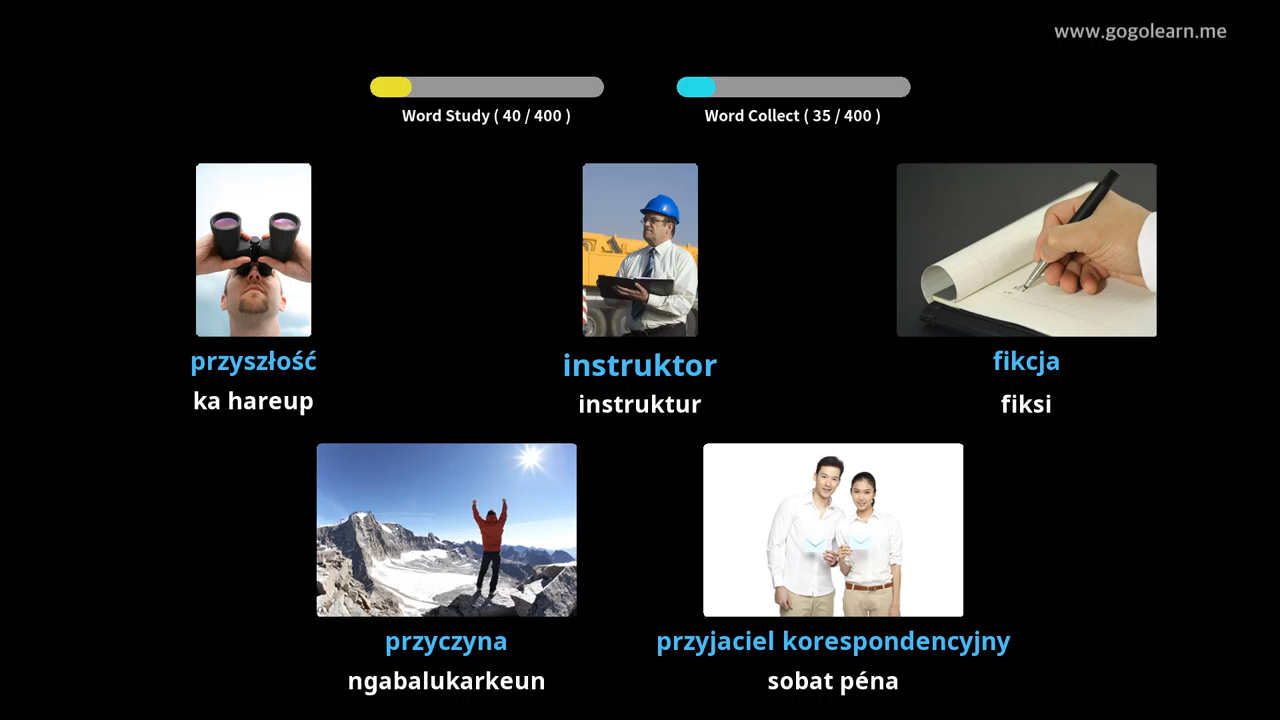 www.gogolearn.me
Word Study ( 40 / 400 )
Word Collect ( 35 / 400 )
przyszłość
instruktor
fikcja
ka hareup
instruktur
fiksi
przyczyna
przyjaciel korespondencyjny
ngabalukarkeun
sobat péna